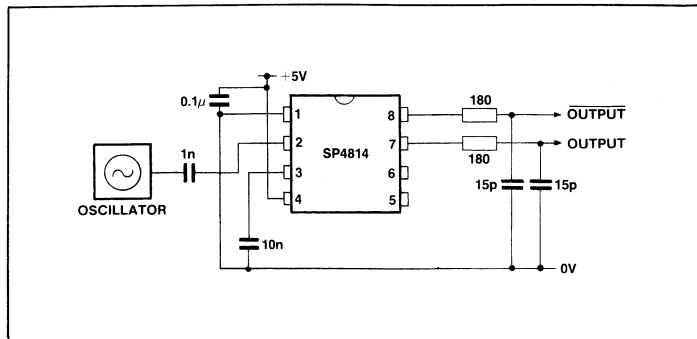 +5V
0.1μ
180
1 8 OUTPUT
1n
2 7 OUTPUT
SP4814
180
3 6
15p 15p
4 5
OSCILLATOR
10n
0V